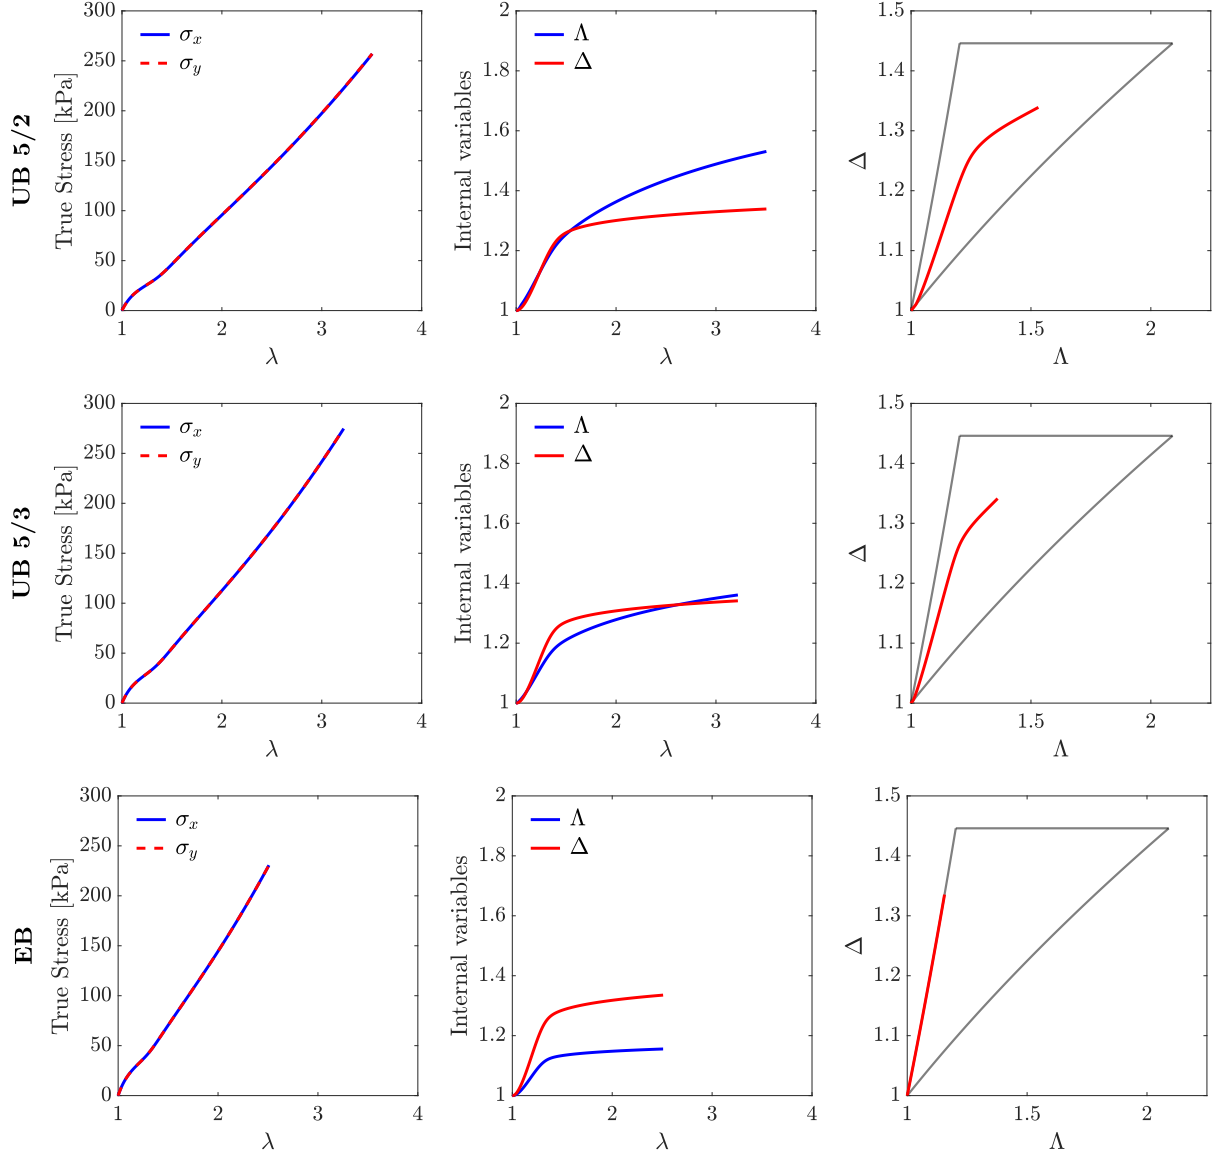 UB 5/2
True Stress [kPa]
300
250
200
150
100
50
0
1 2 3 4
λ
σx
σy
Internal variables
2
1.8
1.6
1.4
1.2
1
1 2 3 4
λ
Λ
Δ
Δ
1.5
1.4
1.3
1.2
1.1
1
1 1.5 2
Λ
UB 5/3
True Stress [kPa]
300
250
200
150
100
50
0
1 2 3 4
λ
σx
σy
Internal variables
2
1.8
1.6
1.4
1.2
1
1 2 3 4
λ
Λ
Δ
Δ
1.5
1.4
1.3
1.2
1.1
1
1 1.5 2
Λ
EB
True Stress [kPa]
300
250
200
150
100
50
0
1 2 3 4
λ
σx
σy
Internal variables
2
1.8
1.6
1.4
1.2
1
1 2 3 4
λ
Λ
Δ
Δ
1.5
1.4
1.3
1.2
1.1
1
1 1.5 2
Λ